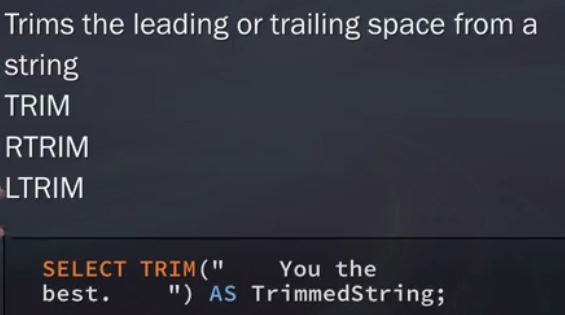 Trims the leading or trailing space from a
string
TRIM
RTRIM
LTRIM
SELECT TRIM("    You the
best.    ") AS TrimmedString;